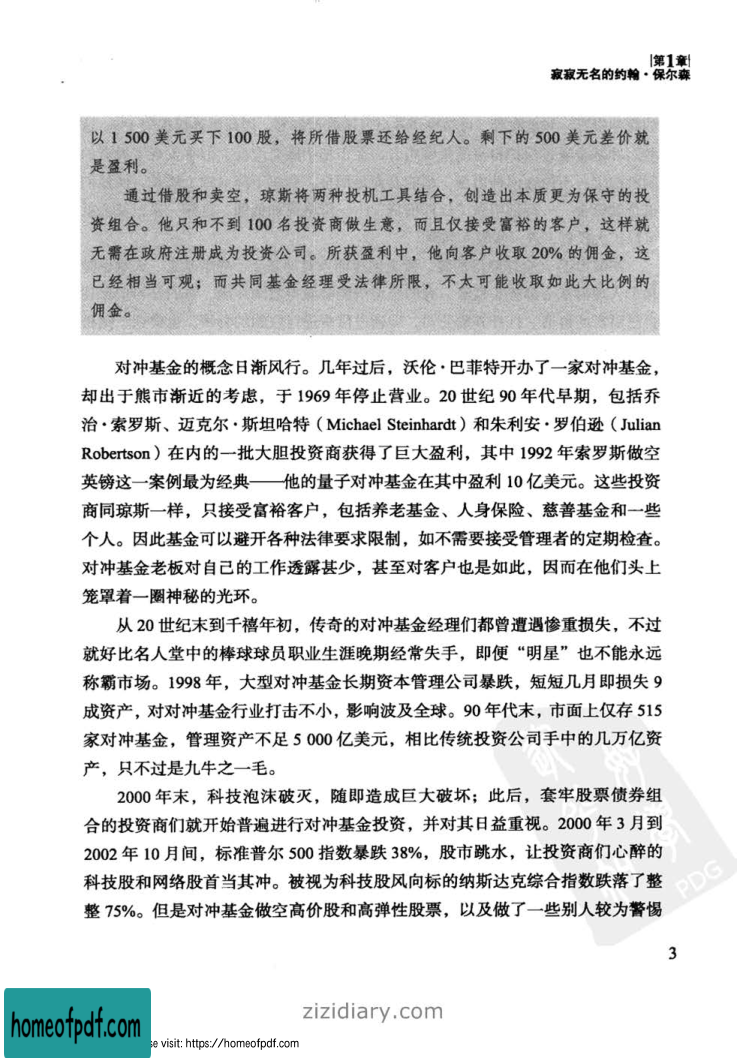 第1章
寂寂无名的约翰·保尔森
以 1 500 美元买下 100 股，将所借股票还给经纪人。剩下的 500 美元差价就
是盈利。
通过借股和卖空，琼斯将两种投机工具结合，创造出本质更为保守的投
资组合。他只和不到 100 名投资商做生意，而且仅接受富裕的客户，这样就
无需在政府注册成为投资公司。所获盈利中，他向客户收取 20% 的佣金，这
已经相当可观；而共同基金经理受法律所限，不太可能收取如此大比例的
佣金。
对冲基金的概念日渐风行。几年过后，沃伦·巴菲特开办了一家对冲基金，
却出于熊市渐近的考虑，于 1969 年停止营业。20 世纪 90 年代早期，包括乔
治·索罗斯、迈克尔·斯坦哈特（Michael Steinhardt）和朱利安·罗伯逊（Julian
Robertson）在内的一批大胆投资商获得了巨大盈利，其中 1992 年索罗斯做空
英镑这一案例最为经典——他的量子对冲基金在其中盈利 10 亿美元。这些投资
商同琼斯一样，只接受富裕客户，包括养老基金、人身保险、慈善基金和一些
个人。因此基金可以避开各种法律要求限制，如不需要接受管理者的定期检查。
对冲基金老板对自己的工作透露甚少，甚至对客户也是如此，因而在他们头上
笼罩着一圈神秘的光环。
从 20 世纪末到千禧年初，传奇的对冲基金经理们都曾遭遇惨重损失，不过
就好比名人堂中的棒球球员职业生涯晚期经常失手，即便“明星”也不能永远
称霸市场。1998 年，大型对冲基金长期资本管理公司暴跌，短短几月即损失 9
成资产，对对冲基金行业打击不小，影响波及全球。90 年代末，市面上仅存 515
家对冲基金，管理资产不足 5 000 亿美元，相比传统投资公司手中的几万亿资
产，只不过是九牛之一毛。
2000 年末，科技泡沫破灭，随即造成巨大破坏；此后，套牢股票债券组
合的投资商们就开始普遍进行对冲基金投资，并对其日益重视。2000 年 3 月到
2002 年 10 月间，标准普尔 500 指数暴跌 38%，股市跳水，让投资商们心醉的
科技股和网络股首当其冲。被视为科技股风向标的纳斯达克综合指数跌落了整
整 75%。但是对冲基金做空高价股和高弹性股票，以及做了一些别人较为警惕
PDG
3
zizidiary.com
homeofpdf.com
se visit: https://homeofpdf.com